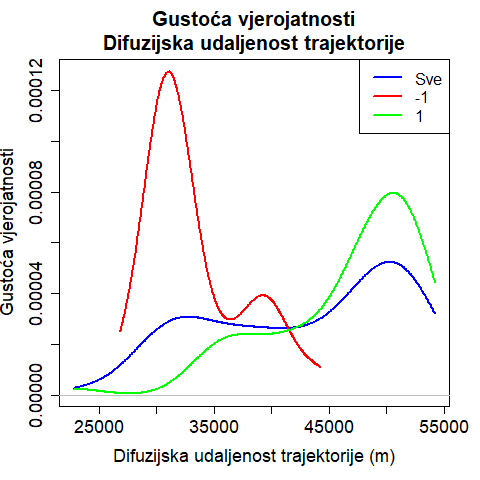 Gustoća vjerojatnosti
Difuzijska udaljenost trajektorije
Sve
-1
1
Gustoća vjerojatnosti
0.00012
0.00008
0.00004
0.00000
25000
35000
45000
55000
Difuzijska udaljenost trajektorije (m)